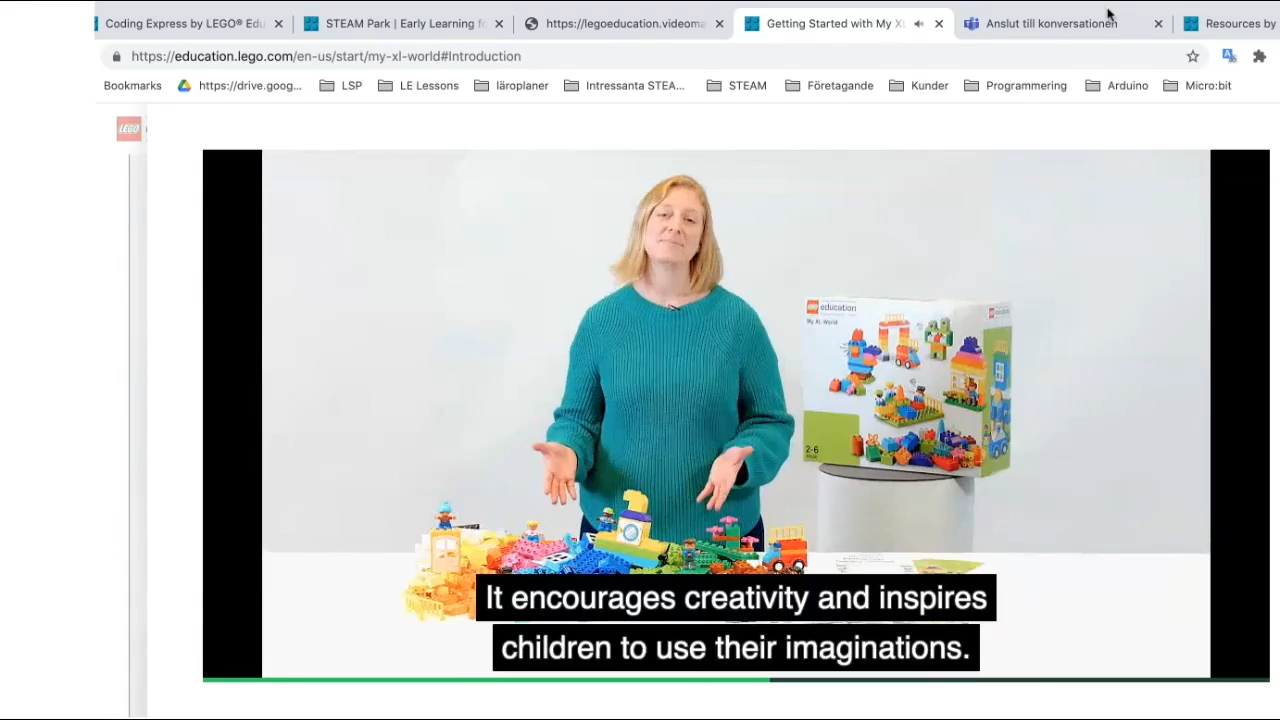 Coding Express by LEGO® Edu
STEAM Park | Early Learning fo
https://legoeducation.videoma
Getting Started with My XL
Anslut till konversationen
Resources by
https://education.lego.com/en-us/start/my-xl-world#Introduction
Bookmarks
https://drive.goog...
LSP
LE Lessons
läroplaner
Intressanta STEA...
STEAM
Företagande
Kunder
Programmering
Arduino
Micro:bit
LEGO
education
My XL World
2-6
It encourages creativity and inspires
children to use their imaginations.